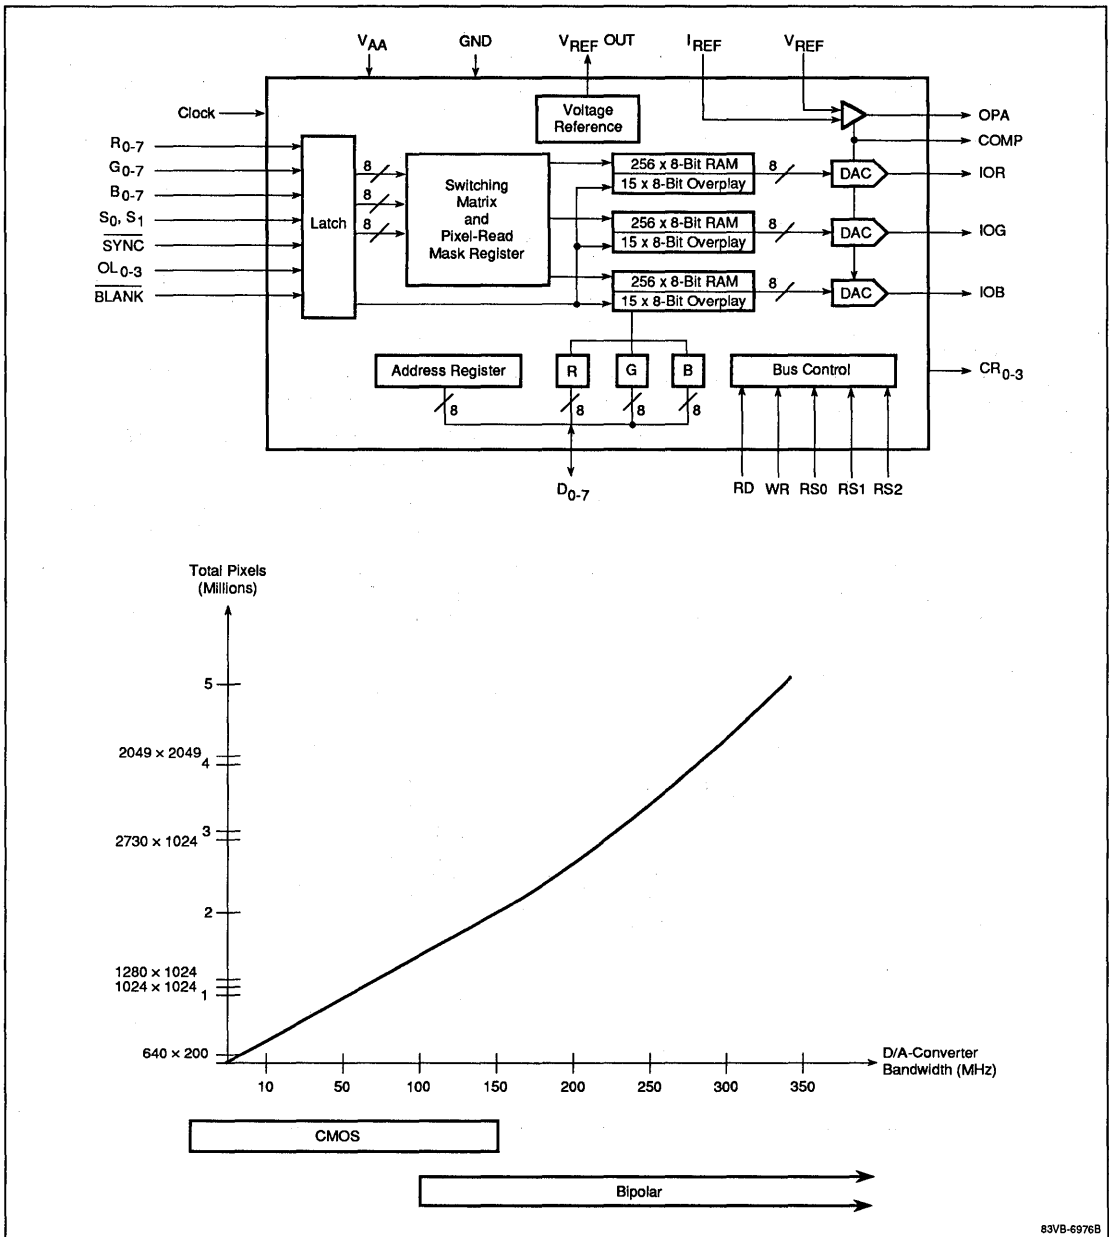 V_AA GND V_REF OUT I_REF V_REF
Clock
Voltage
Reference
OPA
COMP
R0-7
G0-7
B0-7
S0, S1
SYNC
OL0-3
BLANK
Latch
8
8
8
Switching
Matrix
and
Pixel-Read
Mask Register
256 x 8-Bit RAM
15 x 8-Bit Overplay
8
DAC
IOR
256 x 8-Bit RAM
15 x 8-Bit Overplay
8
DAC
IOG
256 x 8-Bit RAM
15 x 8-Bit Overplay
8
DAC
IOB
Address Register
R
G
B
Bus Control
CR0-3
8
8
8
8
D0-7
RD WR RS0 RS1 RS2
Total Pixels
(Millions)
5
2049 × 2049
4
3
2730 × 1024
2
1280 × 1024
1024 × 1024
1
640 × 200
D/A-Converter
Bandwidth (MHz)
10 50 100 150 200 250 300 350
CMOS
Bipolar
83VB-6976B